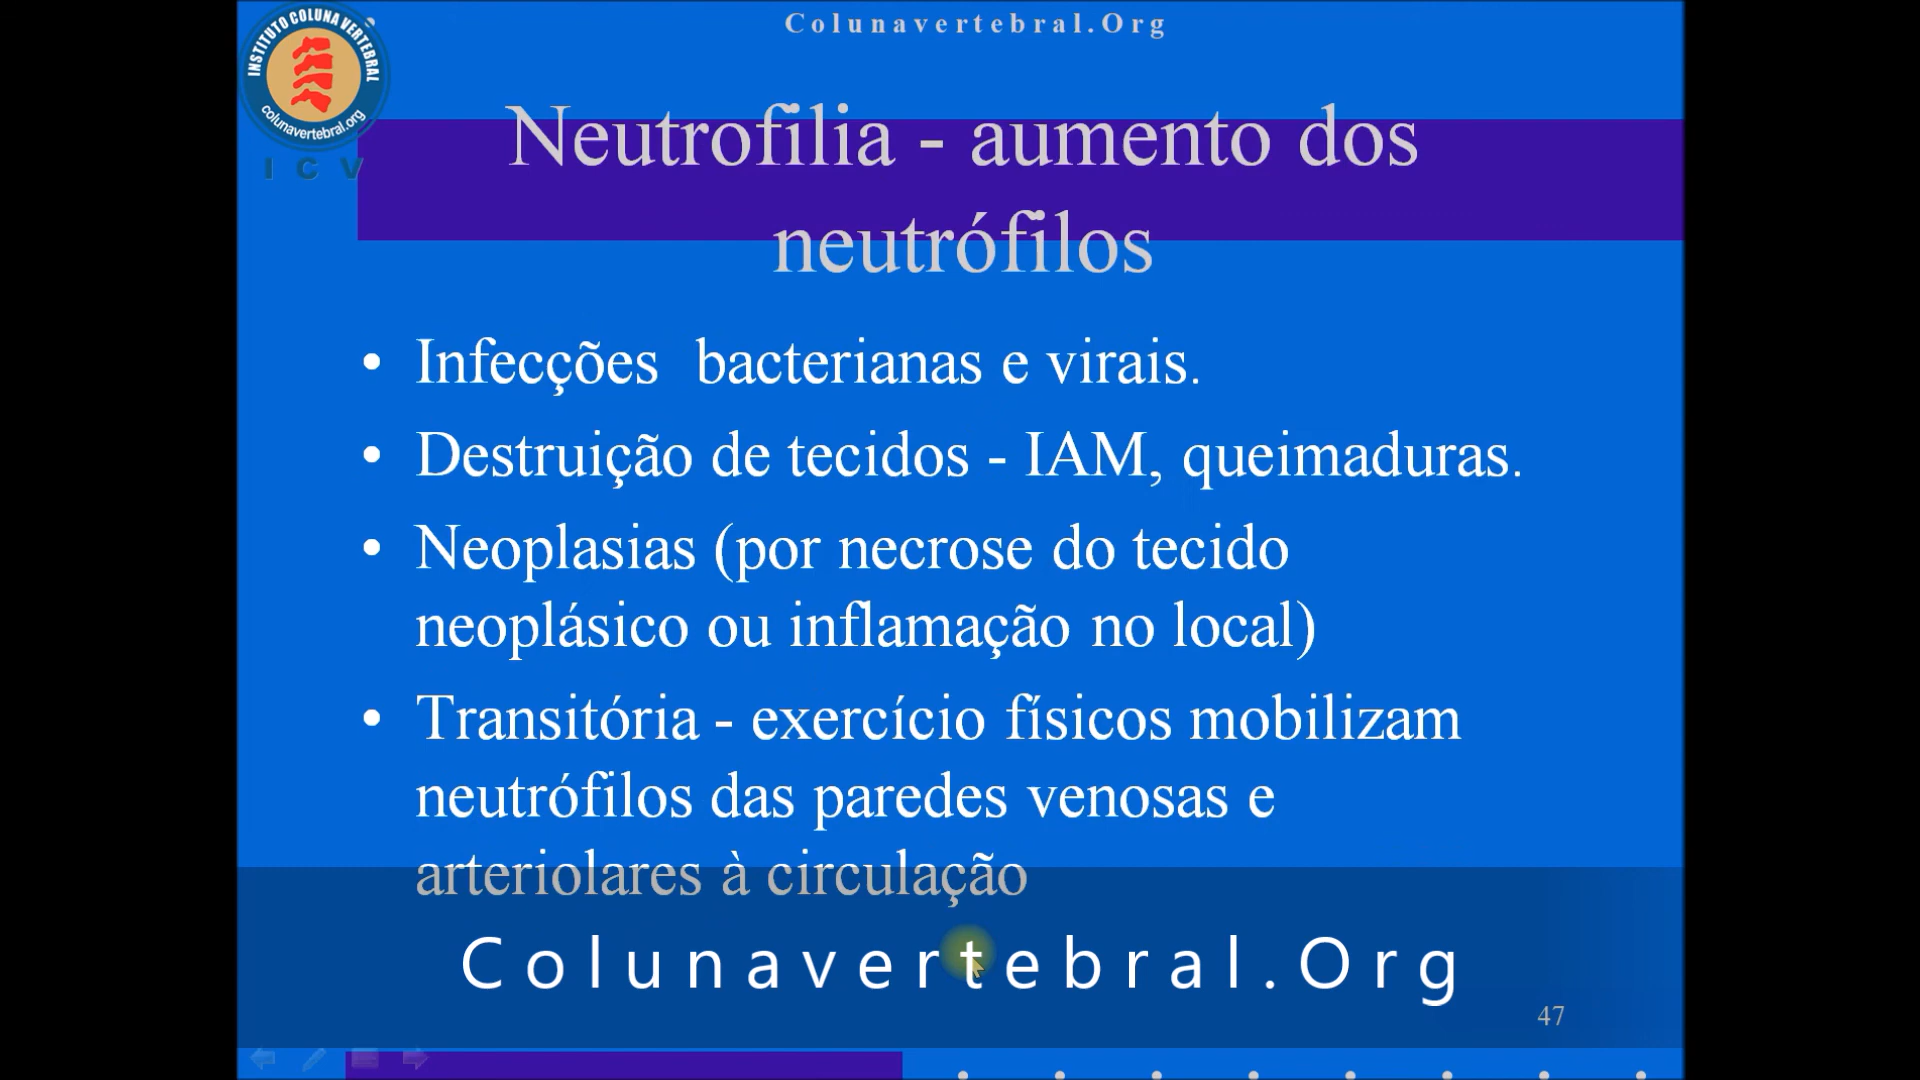 Colunavertebral.Org
INSTITUTO COLUNA VERTEBRAL
colunavertebral.org
I C V
Neutrofilia - aumento dos
neutrófilos
• Infecções bacterianas e virais.
• Destruição de tecidos - IAM, queimaduras.
• Neoplasias (por necrose do tecido
neoplásico ou inflamação no local)
• Transitória - exercício físicos mobilizam
neutrófilos das paredes venosas e
arteriolares à circulação
Colunavertebral.Org
47